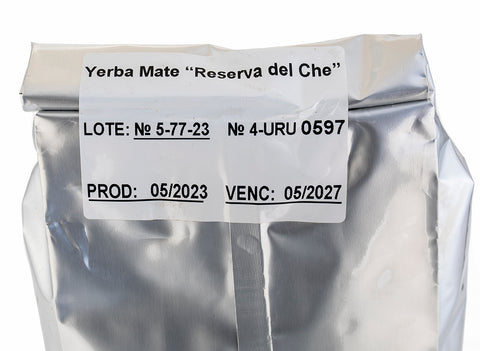 Yerba Mate “Reserva del Che”
LOTE: № 5-77-23 № 4-URU 0597
PROD: 05/2023 VENC: 05/2027